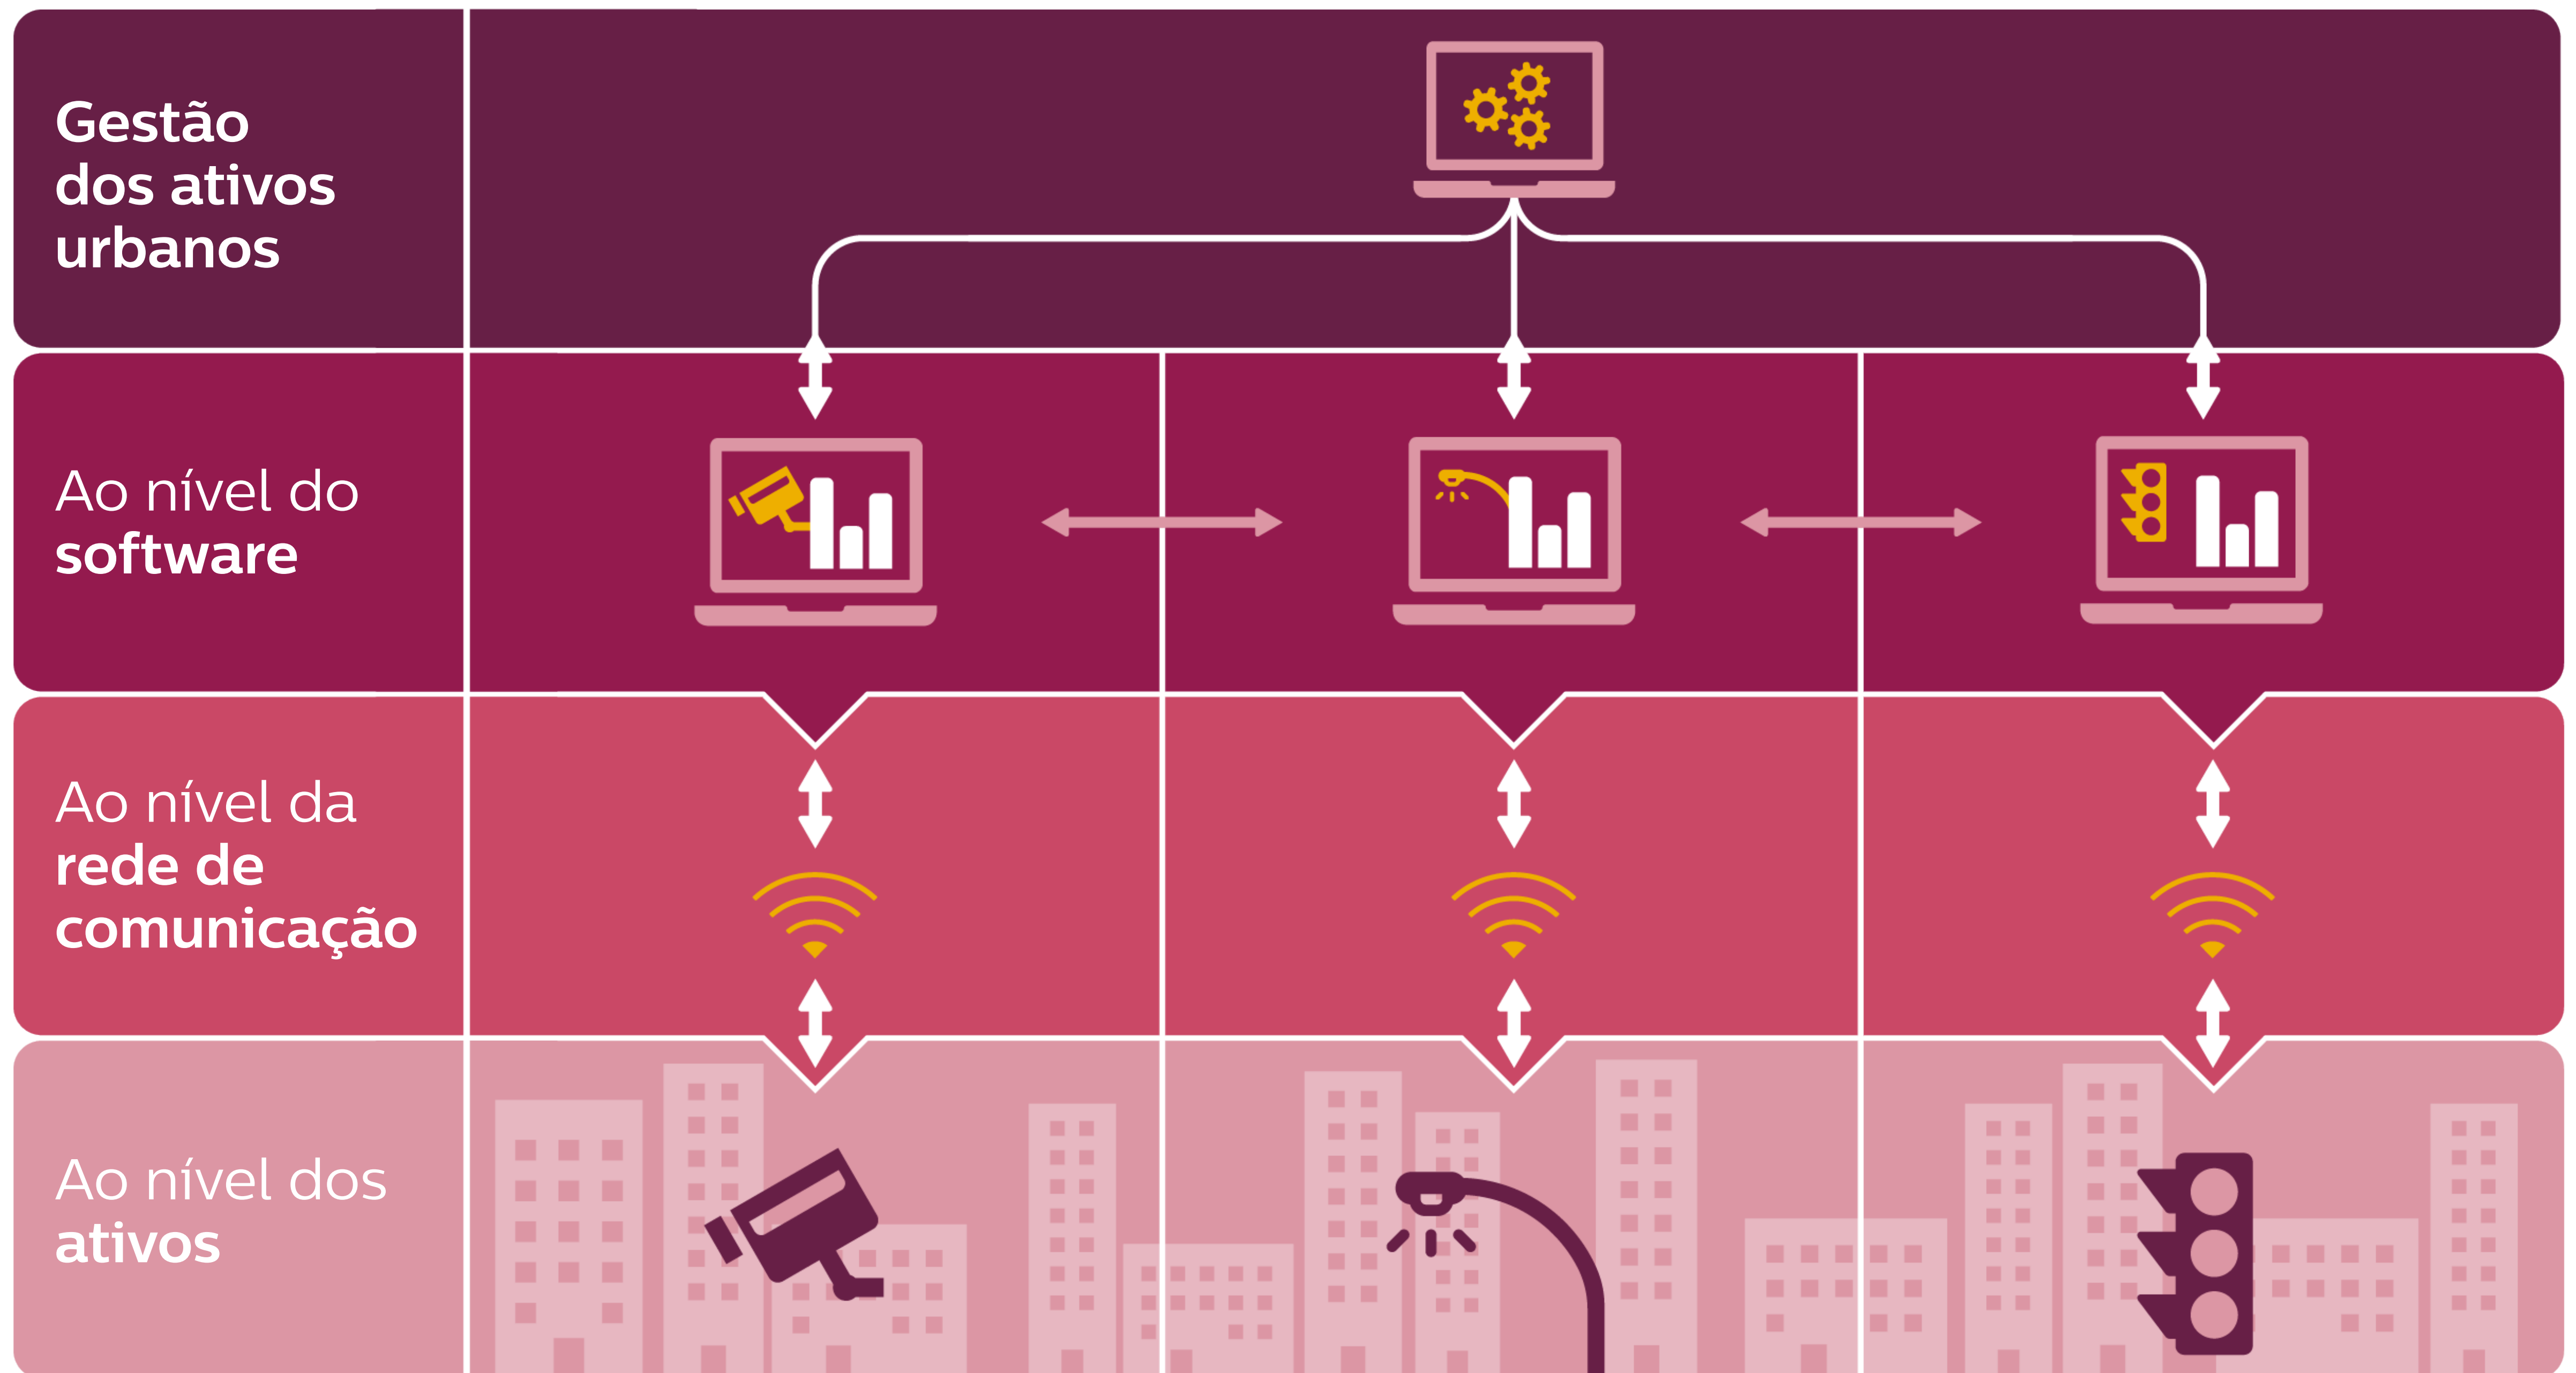 Gestão
dos ativos
urbanos
Ao nível do
software
Ao nível da
rede de
comunicação
Ao nível dos
ativos